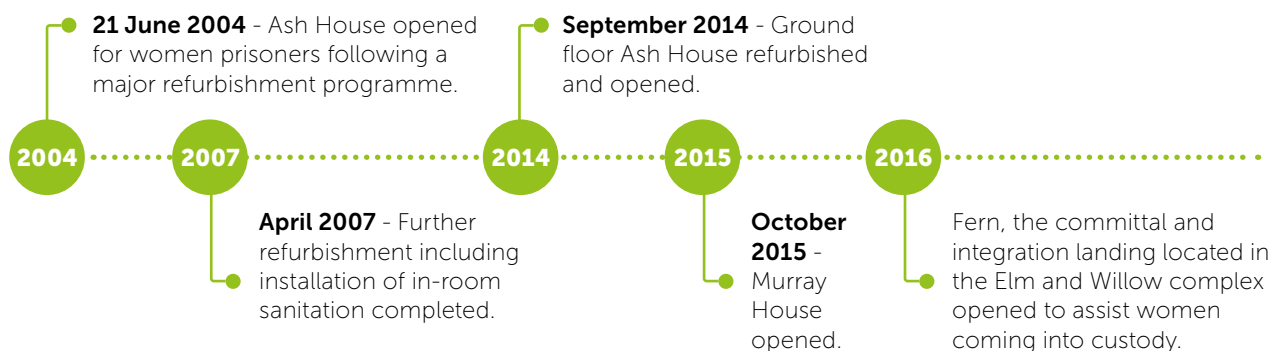 21 June 2004 - Ash House opened
for women prisoners following a
major refurbishment programme.
September 2014 - Ground
floor Ash House refurbished
and opened.
2004
2007
2014
2015
2016
April 2007 - Further
refurbishment including
installation of in-room
sanitation completed.
October
2015 -
Murray
House
opened.
Fern, the committal and
integration landing located in
the Elm and Willow complex
opened to assist women
coming into custody.